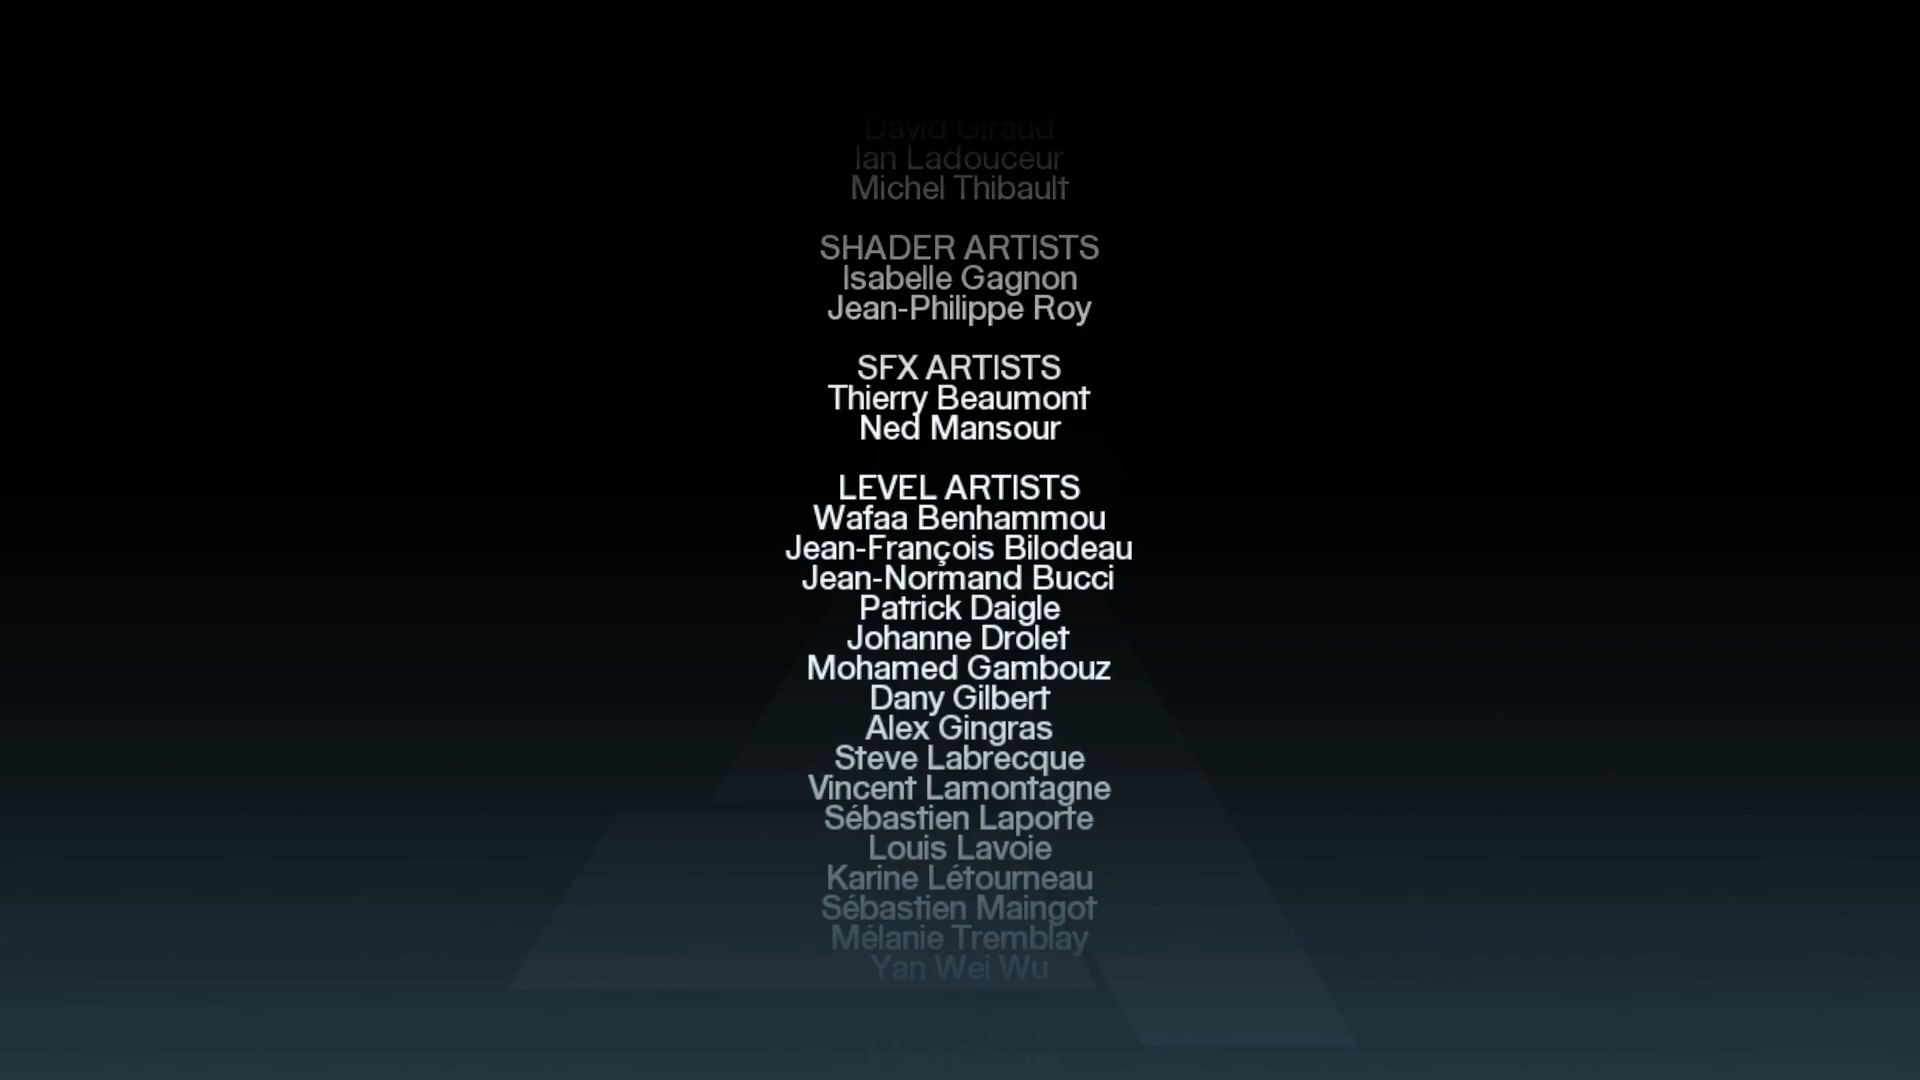 David Giraud
Ian Ladouceur
Michel Thibault
SHADER ARTISTS
Isabelle Gagnon
Jean-Philippe Roy
SFX ARTISTS
Thierry Beaumont
Ned Mansour
LEVEL ARTISTS
Wafaa Benhammou
Jean-François Bilodeau
Jean-Normand Bucci
Patrick Daigle
Johanne Drolet
Mohamed Gambouz
Dany Gilbert
Alex Gingras
Steve Labrecque
Vincent Lamontagne
Sébastien Laporte
Louis Lavoie
Karine Létourneau
Sébastien Maingot
Mélanie Tremblay
Yan Wei Wu